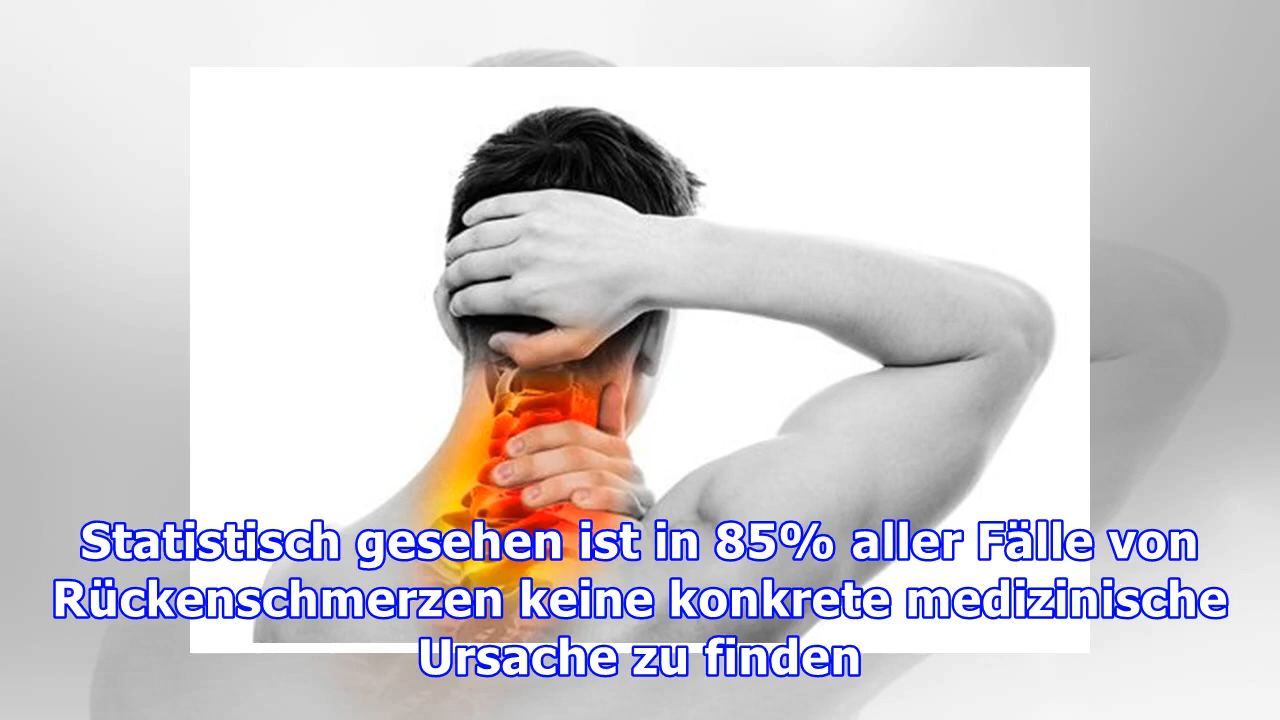 Statistisch gesehen ist in 85% aller Fälle von
Rückenschmerzen keine konkrete medizinische
Ursache zu finden